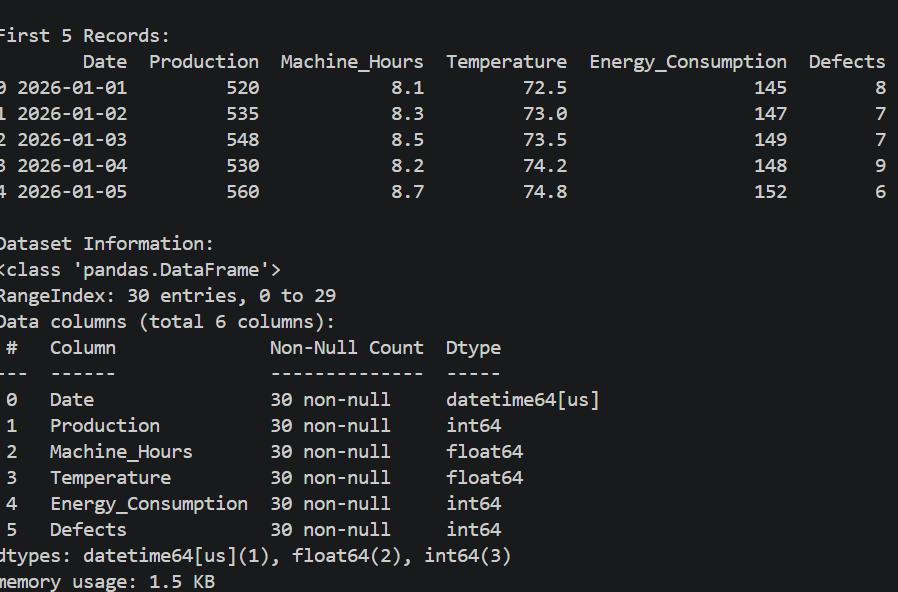 First 5 Records:
        Date  Production  Machine_Hours  Temperature  Energy_Consumption  Defects
0 2026-01-01         520            8.1         72.5                 145        8
1 2026-01-02         535            8.3         73.0                 147        7
2 2026-01-03         548            8.5         73.5                 149        7
3 2026-01-04         530            8.2         74.2                 148        9
4 2026-01-05         560            8.7         74.8                 152        6
Dataset Information:
<class 'pandas.DataFrame'>
RangeIndex: 30 entries, 0 to 29
Data columns (total 6 columns):
 #   Column              Non-Null Count  Dtype
---  ------              --------------  -----
 0   Date                30 non-null     datetime64[us]
 1   Production          30 non-null     int64
 2   Machine_Hours       30 non-null     float64
 3   Temperature         30 non-null     float64
 4   Energy_Consumption  30 non-null     int64
 5   Defects             30 non-null     int64
dtypes: datetime64[us](1), float64(2), int64(3)
memory usage: 1.5 KB